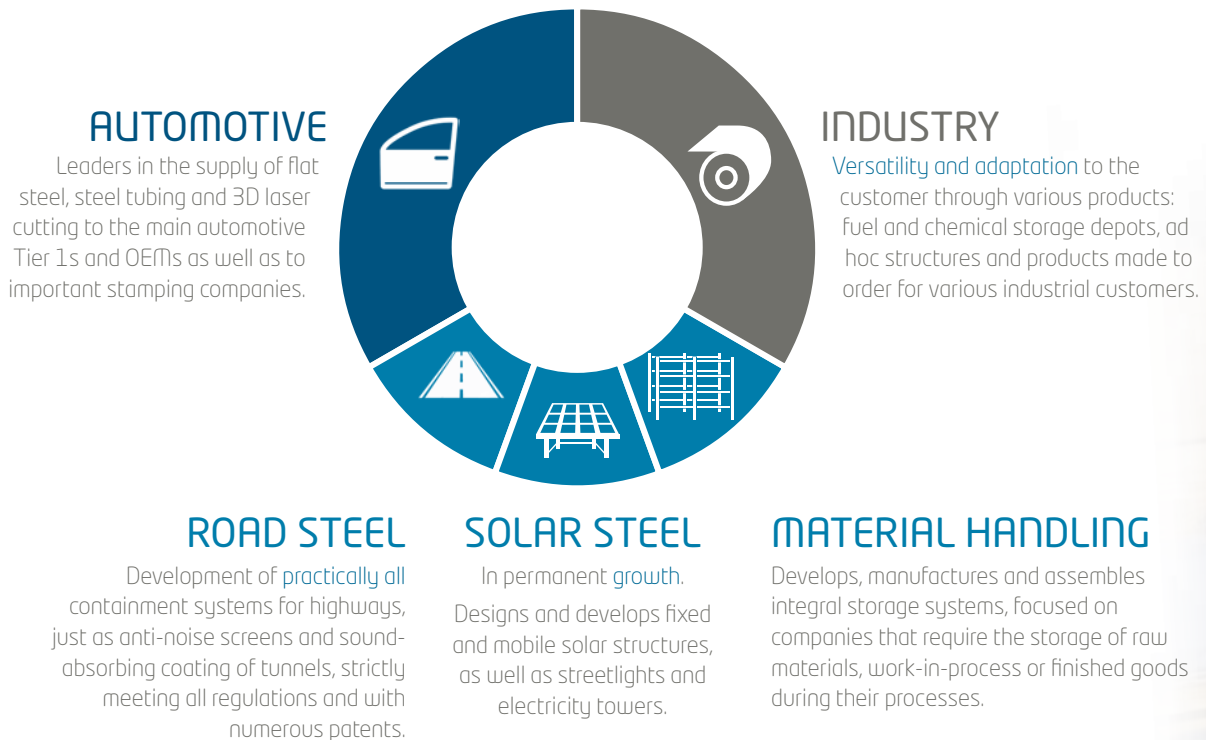 AUTOMOTIVE
Leaders in the supply of flat
steel, steel tubing and 3D laser
cutting to the main automotive
Tier 1s and OEMs as well as to
important stamping companies.
INDUSTRY
Versatility and adaptation to the
customer through various products:
fuel and chemical storage depots, ad
hoc structures and products made to
order for various industrial customers.
ROAD STEEL
Development of practically all
containment systems for highways,
just as anti-noise screens and sound-
absorbing coating of tunnels, strictly
meeting all regulations and with
numerous patents.
SOLAR STEEL
In permanent growth.
Designs and develops fixed
and mobile solar structures,
as well as streetlights and
electricity towers.
MATERIAL HANDLING
Develops, manufactures and assembles
integral storage systems, focused on
companies that require the storage of raw
materials, work-in-process or finished goods
during their processes.